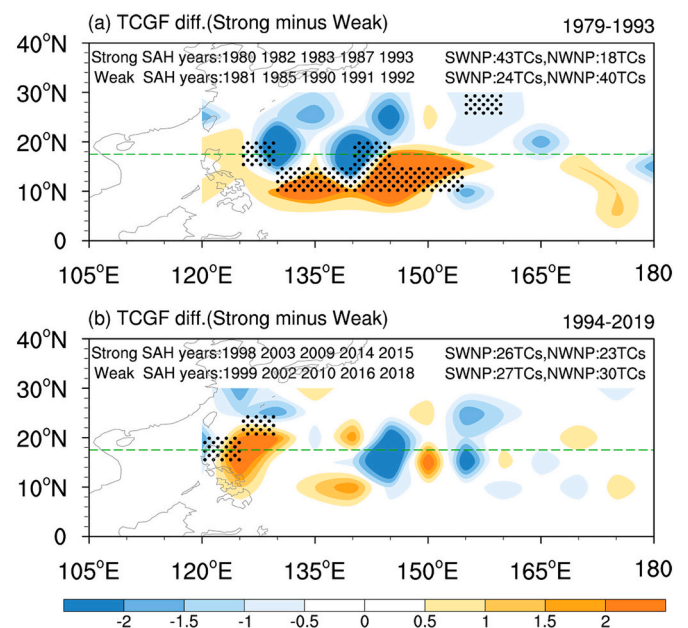 (a) TCGF diff.(Strong minus Weak) 1979-1993
40°N
Strong SAH years:1980 1982 1983 1987 1993 SWNP:43TCs,NWNP:18TCs
Weak SAH years:1981 1985 1990 1991 1992 SWNP:24TCs,NWNP:40TCs
30°N
20°N
10°N
0
105°E 120°E 135°E 150°E 165°E 180
(b) TCGF diff.(Strong minus Weak) 1994-2019
40°N
Strong SAH years:1998 2003 2009 2014 2015 SWNP:26TCs,NWNP:23TCs
Weak SAH years:1999 2002 2010 2016 2018 SWNP:27TCs,NWNP:30TCs
30°N
20°N
10°N
0
105°E 120°E 135°E 150°E 165°E 180
-2 -1.5 -1 -0.5 0 0.5 1 1.5 2